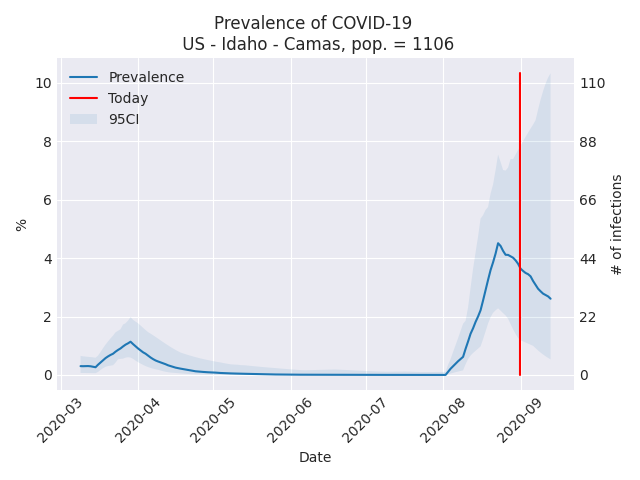 Prevalence of COVID-19
US - Idaho - Camas, pop. = 1106
Prevalence
Today
95CI
10
8
6
4
2
0
%
110
88
66
44
22
0
# of infections
2020-03
2020-04
2020-05
2020-06
2020-07
2020-08
2020-09
Date